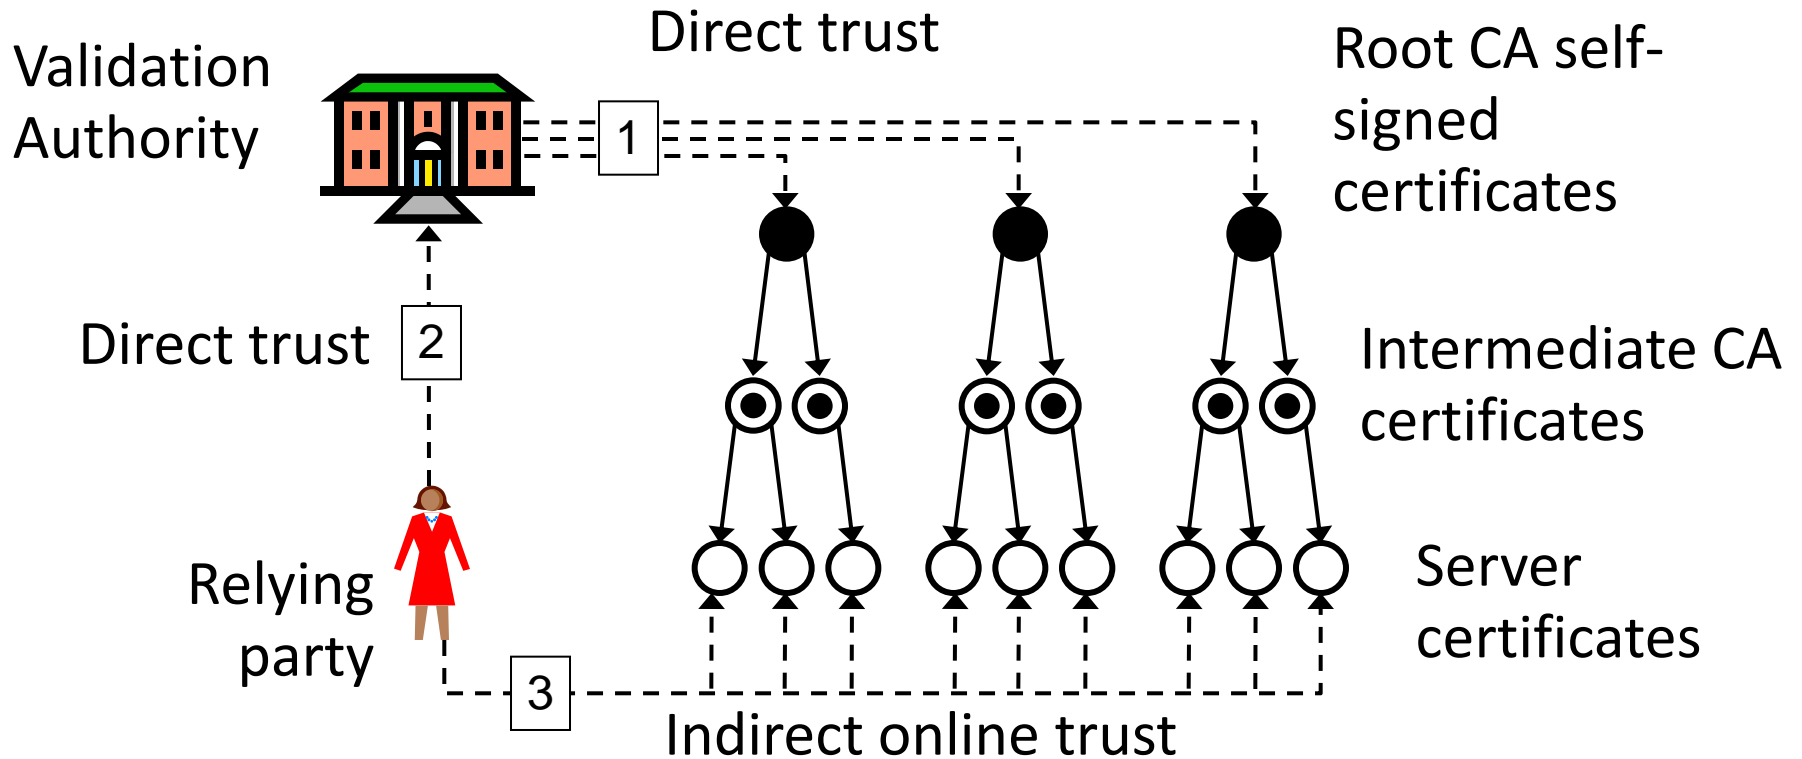 Direct trust
Validation
Authority
Root CA self-
signed
certificates
1
Direct trust
2
Intermediate CA
certificates
Relying
party
Server
certificates
3
Indirect online trust